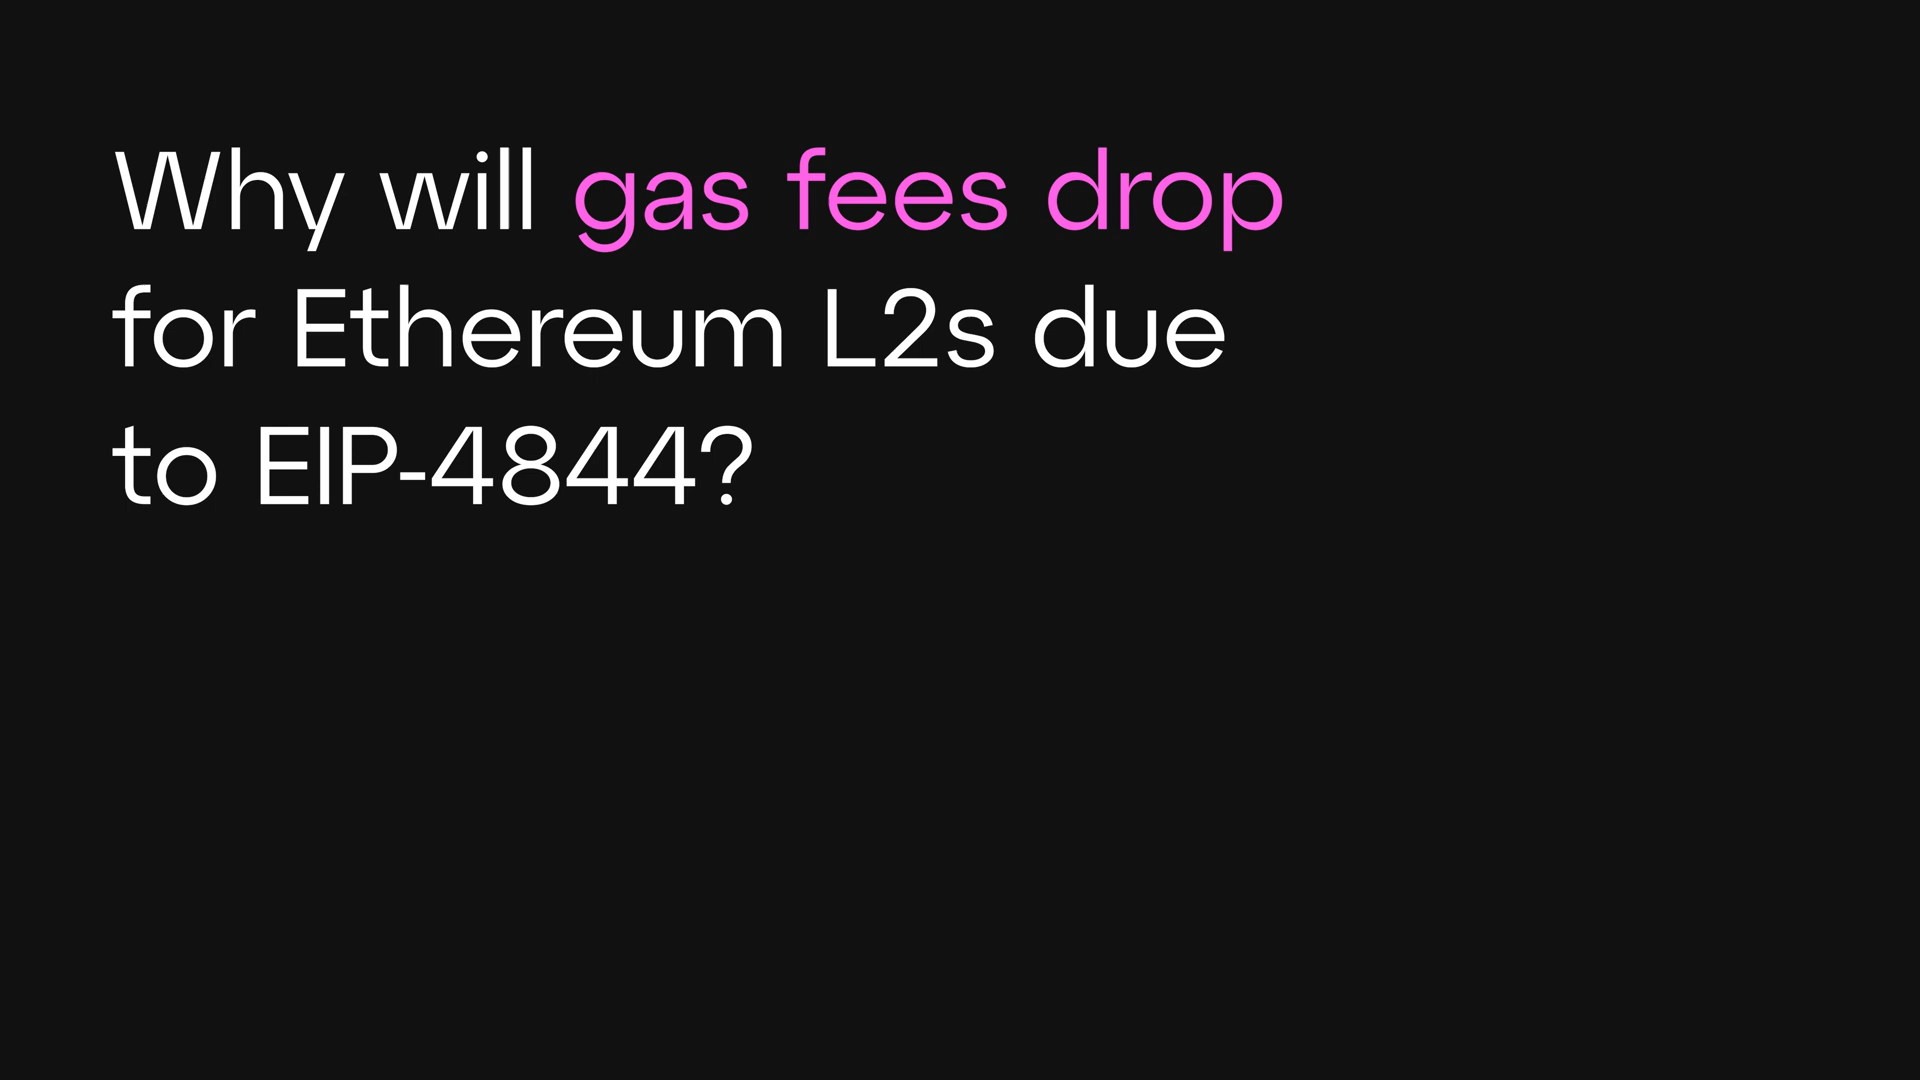 Why will gas fees drop
for Ethereum L2s due
to EIP-4844?